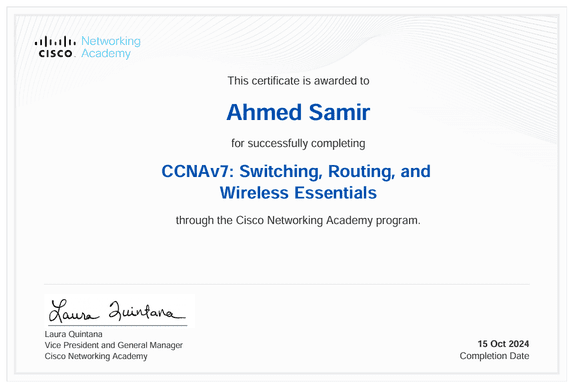 Networking
CISCO. Academy
This certificate is awarded to
Ahmed Samir
for successfully completing
CCNAv7: Switching, Routing, and
Wireless Essentials
through the Cisco Networking Academy program.
Laura Quintana
Laura Quintana
Vice President and General Manager
Cisco Networking Academy
15 Oct 2024
Completion Date